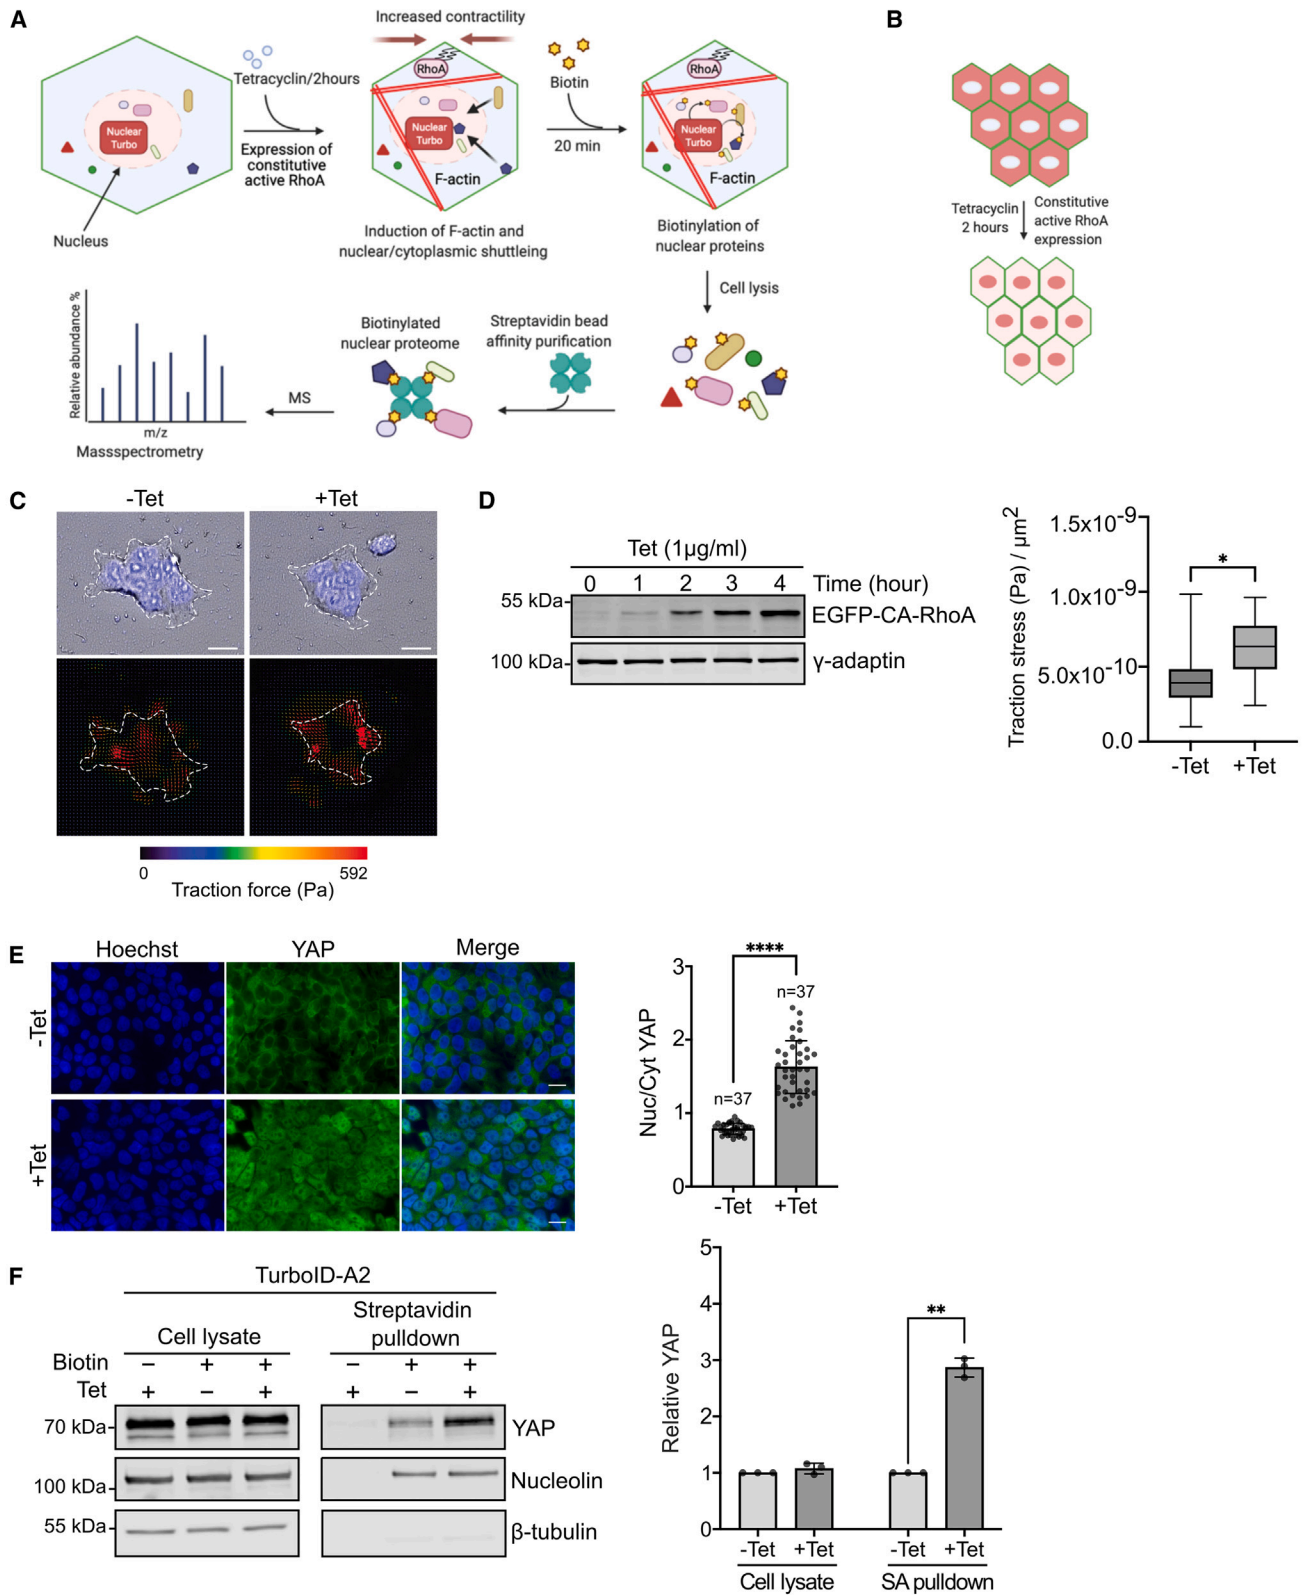 A
Increased contractility
Tetracyclin/2hours
Expression of
constitutive
active RhoA
Nuclear
Turbo
Nucleus
RhoA
Nuclear
Turbo
F-actin
Induction of F-actin and
nuclear/cytoplasmic shuttleing
Biotin
20 min
RhoA
Nuclear
Turbo
F-actin
Biotinylation of
nuclear proteins
Cell lysis
Streptavidin bead
affinity purification
Biotinylated
nuclear proteome
MS
Relative abundance %
m/z
Massspectrometry
B
Tetracyclin
2 hours
Constitutive
active RhoA
expression
C
-Tet
+Tet
0
592
Traction force (Pa)
D
Tet (1µg/ml)
0 1 2 3 4 Time (hour)
55 kDa
EGFP-CA-RhoA
100 kDa
γ-adaptin
Traction stress (Pa) / µm2
1.5x10-9
1.0x10-9
5.0x10-10
0.0
*
-Tet
+Tet
E
Hoechst
YAP
Merge
-Tet
+Tet
Nuc/Cyt YAP
3
2
1
0
****
n=37
n=37
-Tet
+Tet
F
TurboID-A2
Cell lysate
Streptavidin
pulldown
Biotin – + + – + +
Tet + – + + – +
70 kDa
YAP
100 kDa
Nucleolin
55 kDa
β-tubulin
Relative YAP
5
4
3
2
1
0
**
-Tet +Tet -Tet +Tet
Cell lysate
SA pulldown